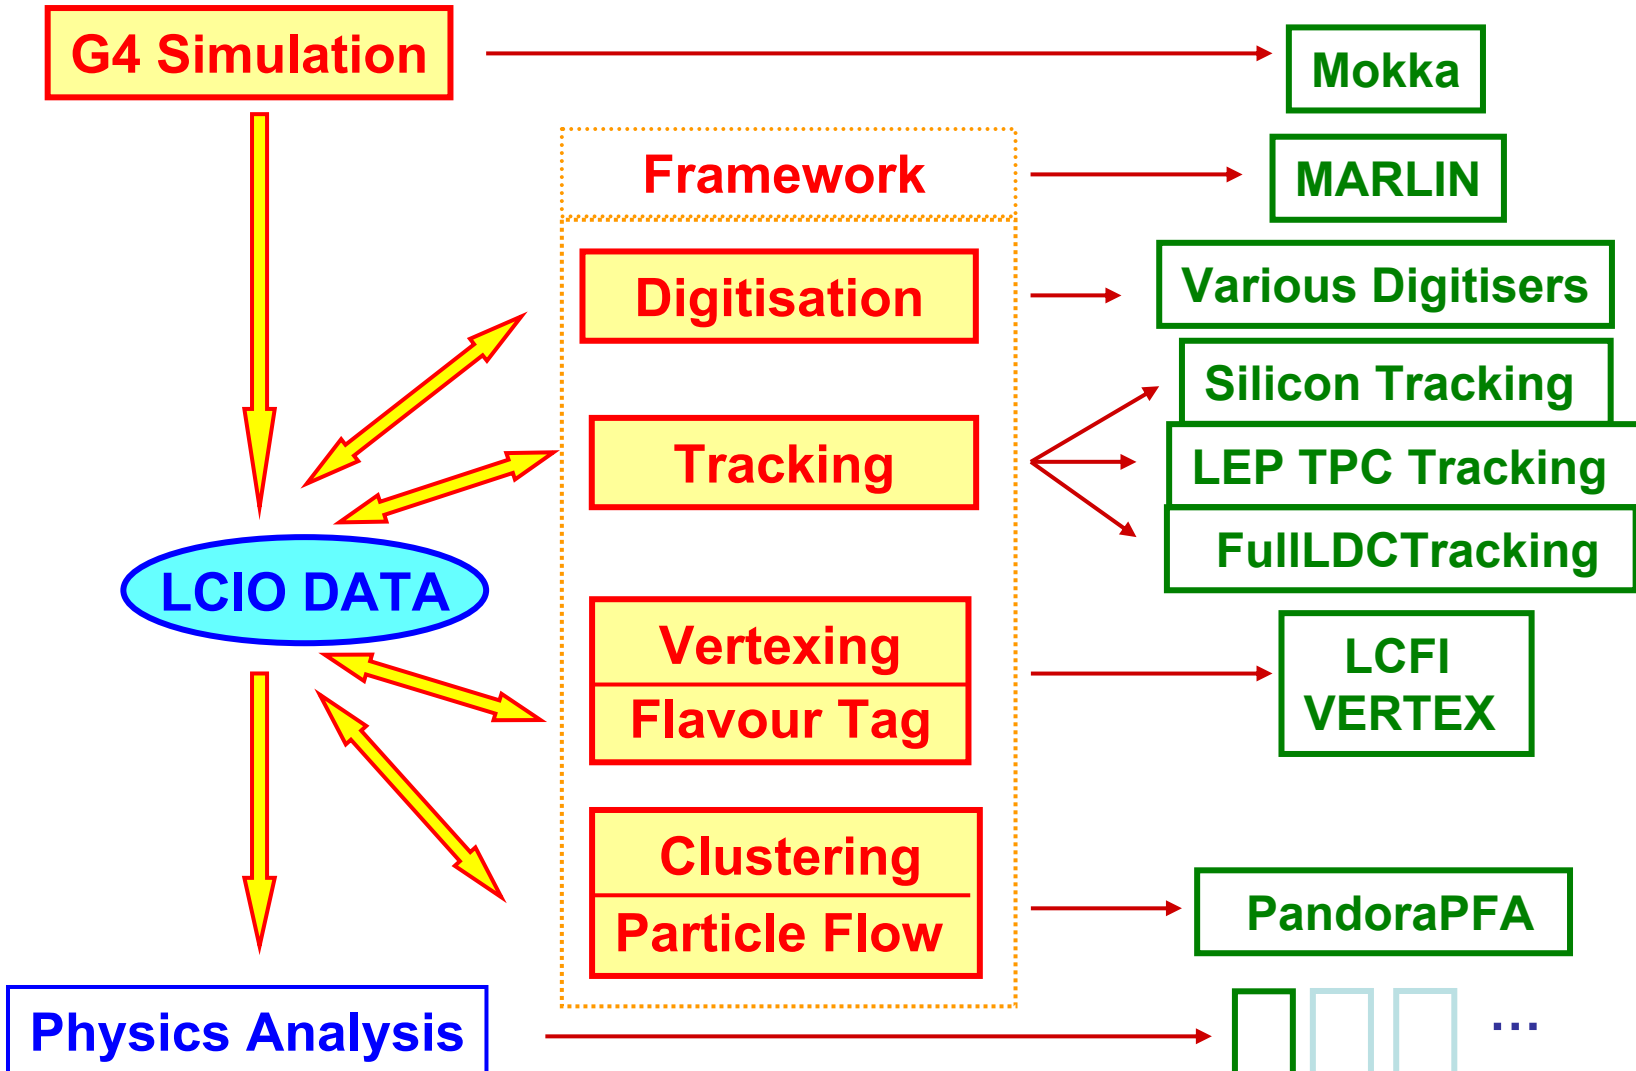 G4 Simulation
Mokka
Framework
MARLIN
Digitisation
Various Digitisers
Tracking
Silicon Tracking
LEP TPC Tracking
FullLDCTracking
LCIO DATA
Vertexing
Flavour Tag
LCFI
VERTEX
Clustering
Particle Flow
PandoraPFA
Physics Analysis
...